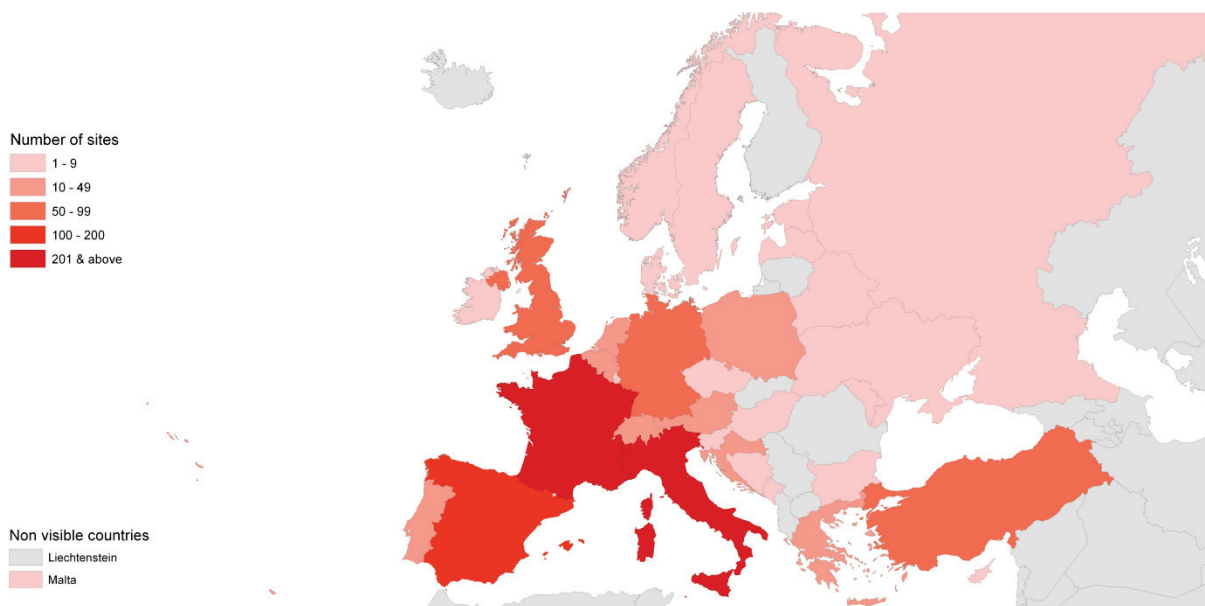 Number of sites
1 - 9
10 - 49
50 - 99
100 - 200
201 & above
Non visible countries
Liechtenstein
Malta